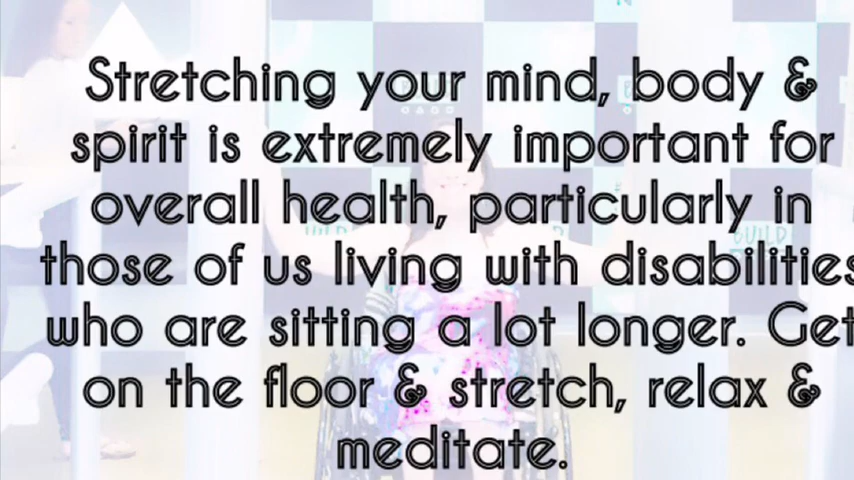 Stretching your mind, body &
spirit is extremely important for
overall health, particularly in
those of us living with disabilities
who are sitting a lot longer. Get
on the floor & stretch, relax &
meditate.
BUILD